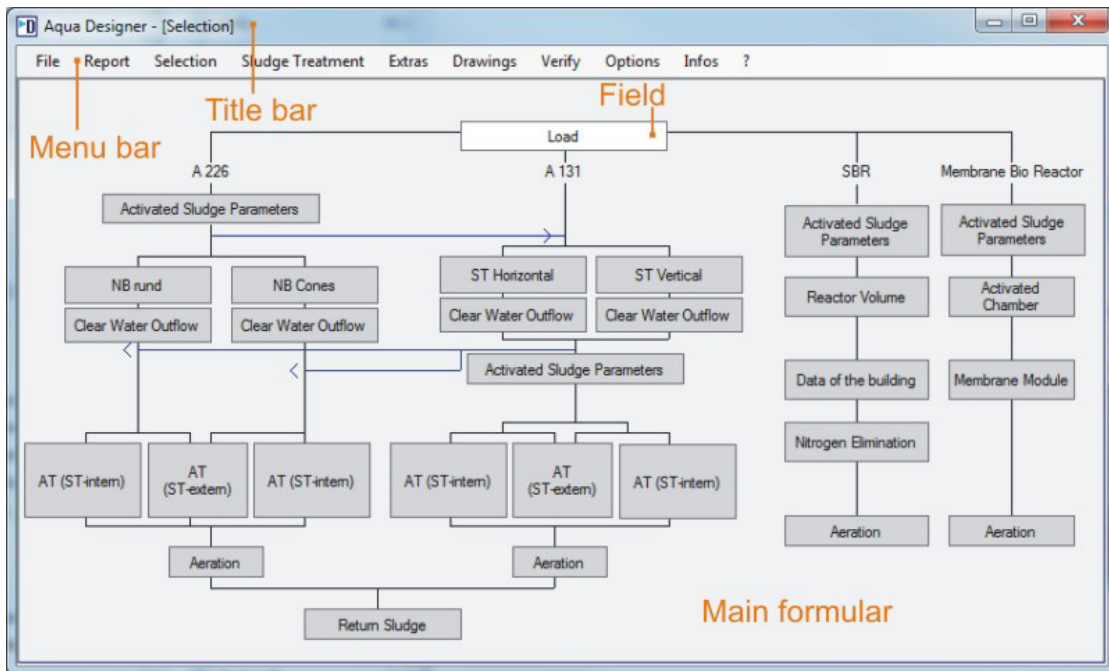 Aqua Designer - [Selection]
File Report Selection Sludge Treatment Extras Drawings Verify Options Infos ?
Title bar
Field
Menu bar
Load
A 226
A 131
SBR
Membrane Bio Reactor
Activated Sludge Parameters
Activated Sludge
Parameters
Activated Sludge
Parameters
NB rund
NB Cones
ST Horizontal
ST Vertical
Reactor Volume
Activated
Chamber
Clear Water Outflow
Clear Water Outflow
Clear Water Outflow
Clear Water Outflow
Activated Sludge Parameters
Data of the building
Membrane Module
Nitrogen Elimination
AT (ST-intern)
AT
(ST-extern)
AT (ST-intern)
AT (ST-intern)
AT
(ST-extern)
AT (ST-intern)
Aeration
Aeration
Aeration
Aeration
Return Sludge
Main formular